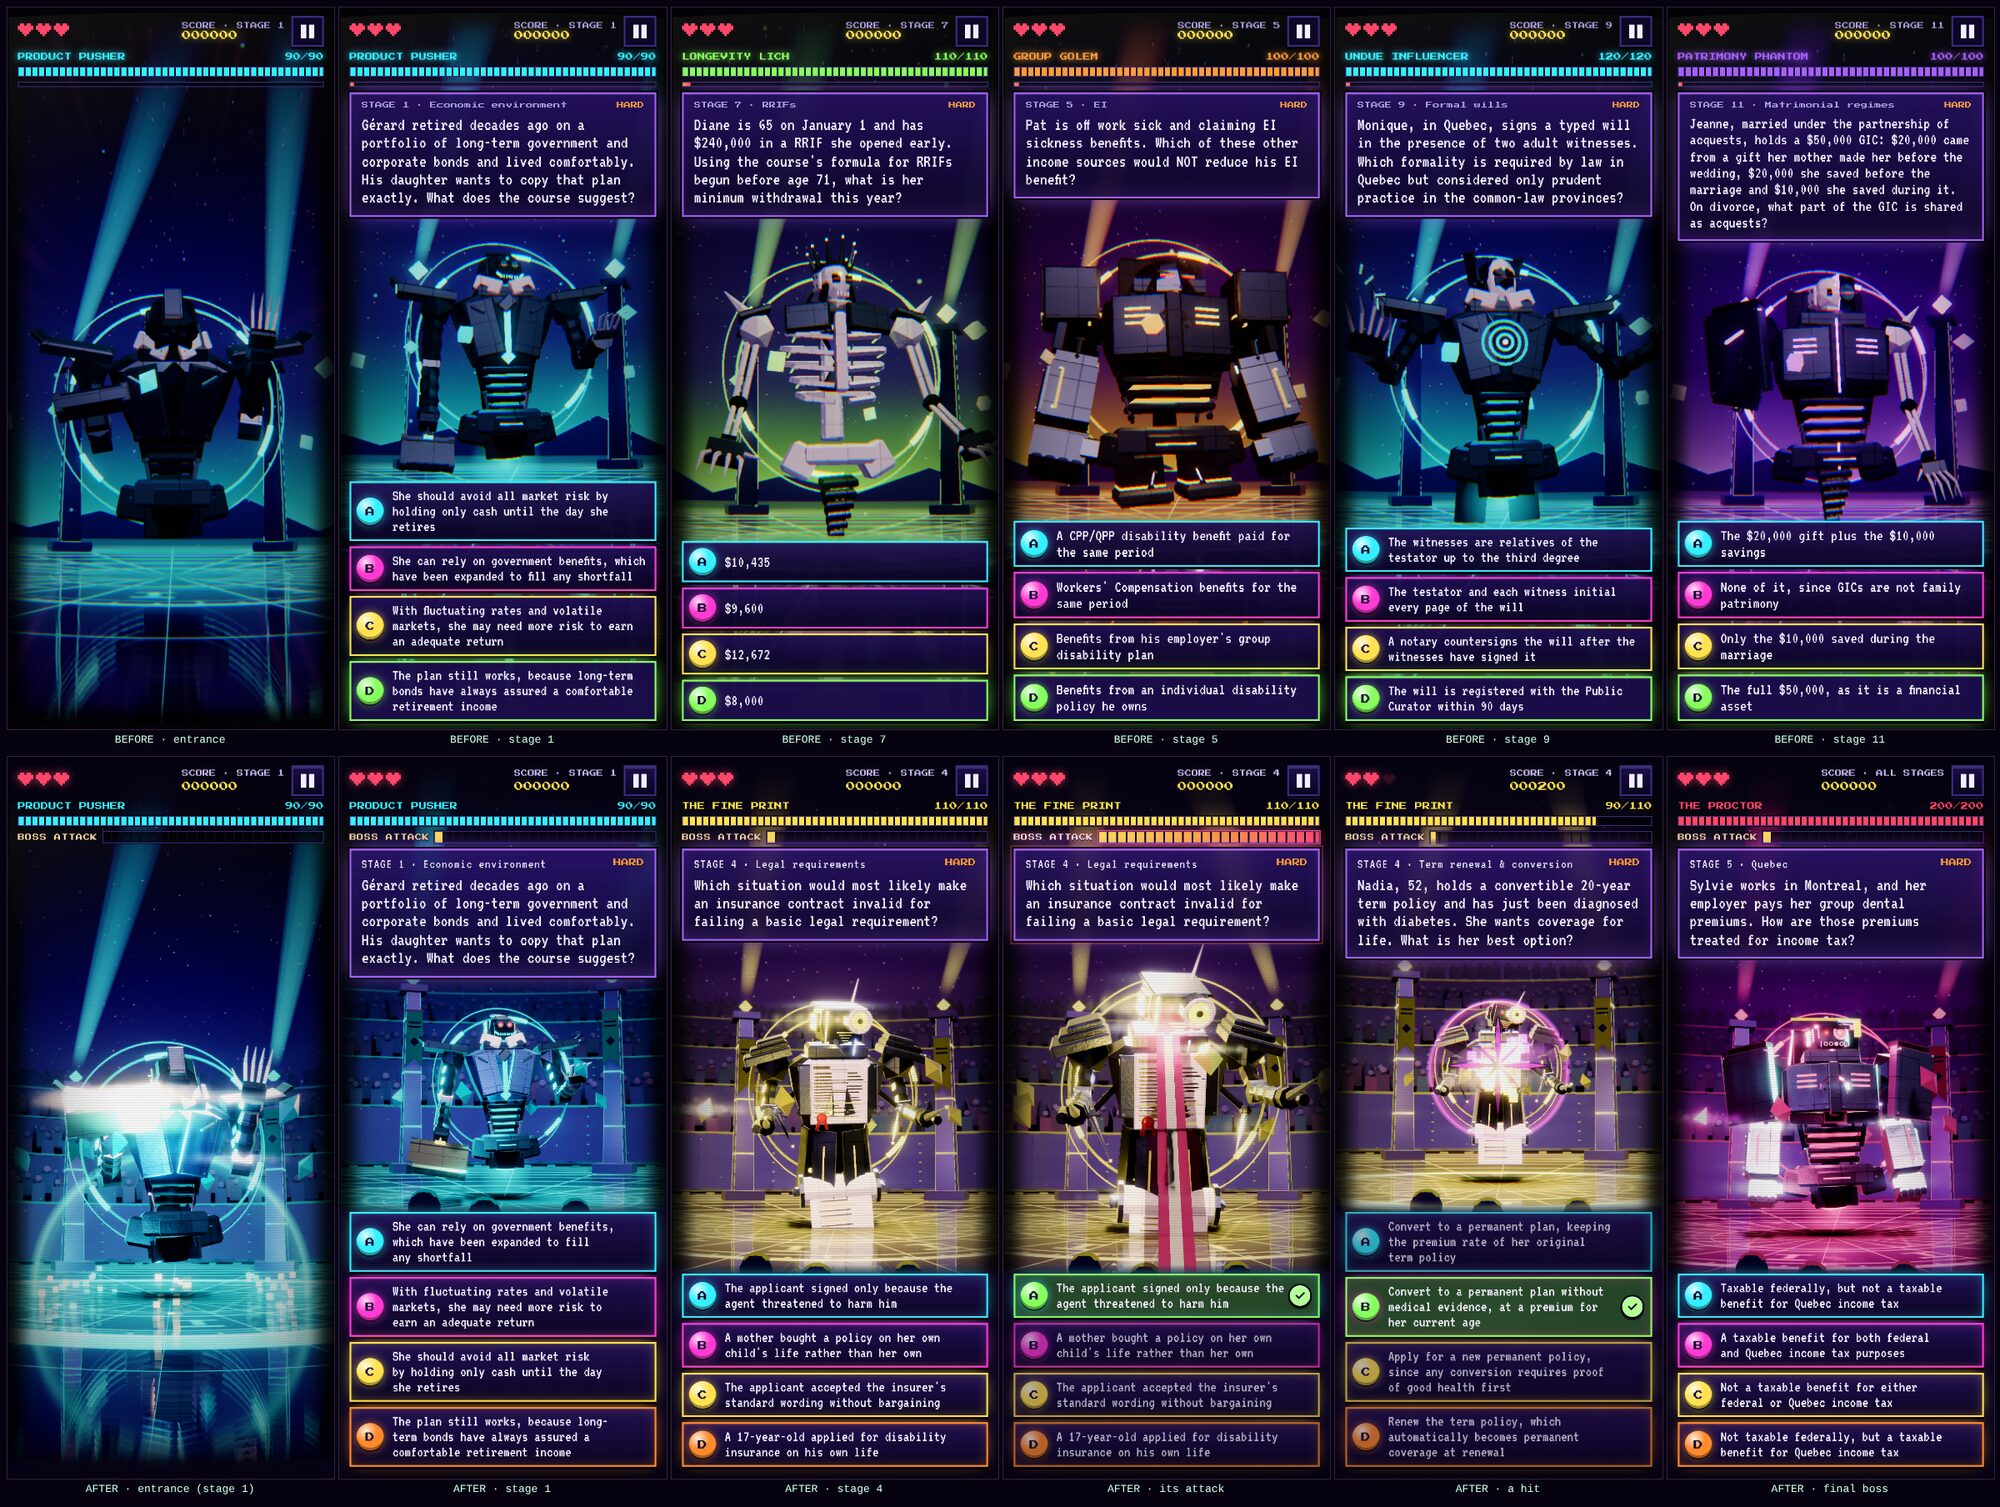 SCORE · STAGE 1
000000
PRODUCT PUSHER
90/90
BEFORE · entrance
SCORE · STAGE 1
000000
PRODUCT PUSHER
90/90
STAGE 1 · Economic environment
HARD
Gérard retired decades ago on a
portfolio of long-term government and
corporate bonds and lived comfortably.
His daughter wants to copy that plan
exactly. What does the course suggest?
A
She should avoid all market risk by
holding only cash until the day she
retires
B
She can rely on government benefits, which
have been expanded to fill any shortfall
C
With fluctuating rates and volatile
markets, she may need more risk to earn
an adequate return
D
The plan still works, because long-term
bonds have always assured a comfortable
retirement income
BEFORE · stage 1
SCORE · STAGE 7
000000
LONGEVITY LICH
110/110
STAGE 7 · RRIFs
HARD
Diane is 65 on January 1 and has
$240,000 in a RRIF she opened early.
Using the course's formula for RRIFs
begun before age 71, what is her
minimum withdrawal this year?
A
$10,435
B
$9,600
C
$12,672
D
$8,000
BEFORE · stage 7
SCORE · STAGE 5
000000
GROUP GOLEM
100/100
STAGE 5 · EI
HARD
Pat is off work sick and claiming EI
sickness benefits. Which of these other
income sources would NOT reduce his EI
benefit?
A
A CPP/QPP disability benefit paid for
the same period
B
Workers' Compensation benefits for the
same period
C
Benefits from his employer's group
disability plan
D
Benefits from an individual disability
policy he owns
BEFORE · stage 5
SCORE · STAGE 9
000000
UNDUE INFLUENCER
120/120
STAGE 9 · Formal wills
HARD
Monique, in Quebec, signs a typed will
in the presence of two adult witnesses.
Which formality is required by law in
Quebec but considered only prudent
practice in the common-law provinces?
A
The witnesses are relatives of the
testator up to the third degree
B
The testator and each witness initial
every page of the will
C
A notary countersigns the will after the
witnesses have signed it
D
The will is registered with the Public
Curator within 90 days
BEFORE · stage 9
SCORE · STAGE 11
000000
PATRIMONY PHANTOM
100/100
STAGE 11 · Matrimonial regimes
HARD
Jeanne, married under the partnership of
acquests, holds a $50,000 GIC: $20,000 came
from a gift her mother made her before the
wedding, $20,000 she saved before the
marriage and $10,000 she saved during it.
On divorce, what part of the GIC is shared
as acquests?
A
The $20,000 gift plus the $10,000
savings
B
None of it, since GICs are not family
patrimony
C
Only the $10,000 saved during the
marriage
D
The full $50,000, as it is a financial
asset
BEFORE · stage 11
SCORE · STAGE 1
000000
PRODUCT PUSHER
90/90
BOSS ATTACK
AFTER · entrance (stage 1)
SCORE · STAGE 1
000000
PRODUCT PUSHER
90/90
BOSS ATTACK
STAGE 1 · Economic environment
HARD
Gérard retired decades ago on a
portfolio of long-term government and
corporate bonds and lived comfortably.
His daughter wants to copy that plan
exactly. What does the course suggest?
A
She can rely on government benefits,
which have been expanded to fill
any shortfall
B
With fluctuating rates and volatile
markets, she may need more risk to
earn an adequate return
C
She should avoid all market risk
by holding only cash until the day
she retires
D
The plan still works, because long-
term bonds have always assured a
comfortable retirement income
AFTER · stage 1
SCORE · STAGE 4
000000
THE FINE PRINT
110/110
BOSS ATTACK
STAGE 4 · Legal requirements
HARD
Which situation would most likely make
an insurance contract invalid for
failing a basic legal requirement?
A
The applicant signed only because the
agent threatened to harm him
B
A mother bought a policy on her own
child's life rather than her own
C
The applicant accepted the insurer's
standard wording without bargaining
D
A 17-year-old applied for disability
insurance on his own life
AFTER · stage 4
SCORE · STAGE 4
000000
THE FINE PRINT
110/110
BOSS ATTACK
STAGE 4 · Legal requirements
HARD
Which situation would most likely make
an insurance contract invalid for
failing a basic legal requirement?
A
The applicant signed only because the
agent threatened to harm him
B
A mother bought a policy on her own
child's life rather than her own
C
The applicant accepted the insurer's
standard wording without bargaining
D
A 17-year-old applied for disability
insurance on his own life
AFTER · its attack
SCORE · STAGE 4
000200
THE FINE PRINT
90/110
BOSS ATTACK
STAGE 4 · Term renewal & conversion
HARD
Nadia, 52, holds a convertible 20-year
term policy and has just been diagnosed
with diabetes. She wants coverage for
life. What is her best option?
A
Convert to a permanent plan, keeping
the premium rate of her original
term policy
B
Convert to a permanent plan without
medical evidence, at a premium for
her current age
C
Apply for a new permanent policy,
since any conversion requires proof
of good health first
D
Renew the term policy, which
automatically becomes permanent
coverage at renewal
AFTER · a hit
SCORE · ALL STAGES
000000
THE PROCTOR
200/200
BOSS ATTACK
STAGE 5 · Quebec
HARD
Sylvie works in Montreal, and her
employer pays her group dental
premiums. How are those premiums
treated for income tax?
A
Taxable federally, but not a taxable
benefit for Quebec income tax
B
A taxable benefit for both federal
and Quebec income tax purposes
C
Not a taxable benefit for either
federal or Quebec income tax
D
Not taxable federally, but a taxable
benefit for Quebec income tax
AFTER · final boss